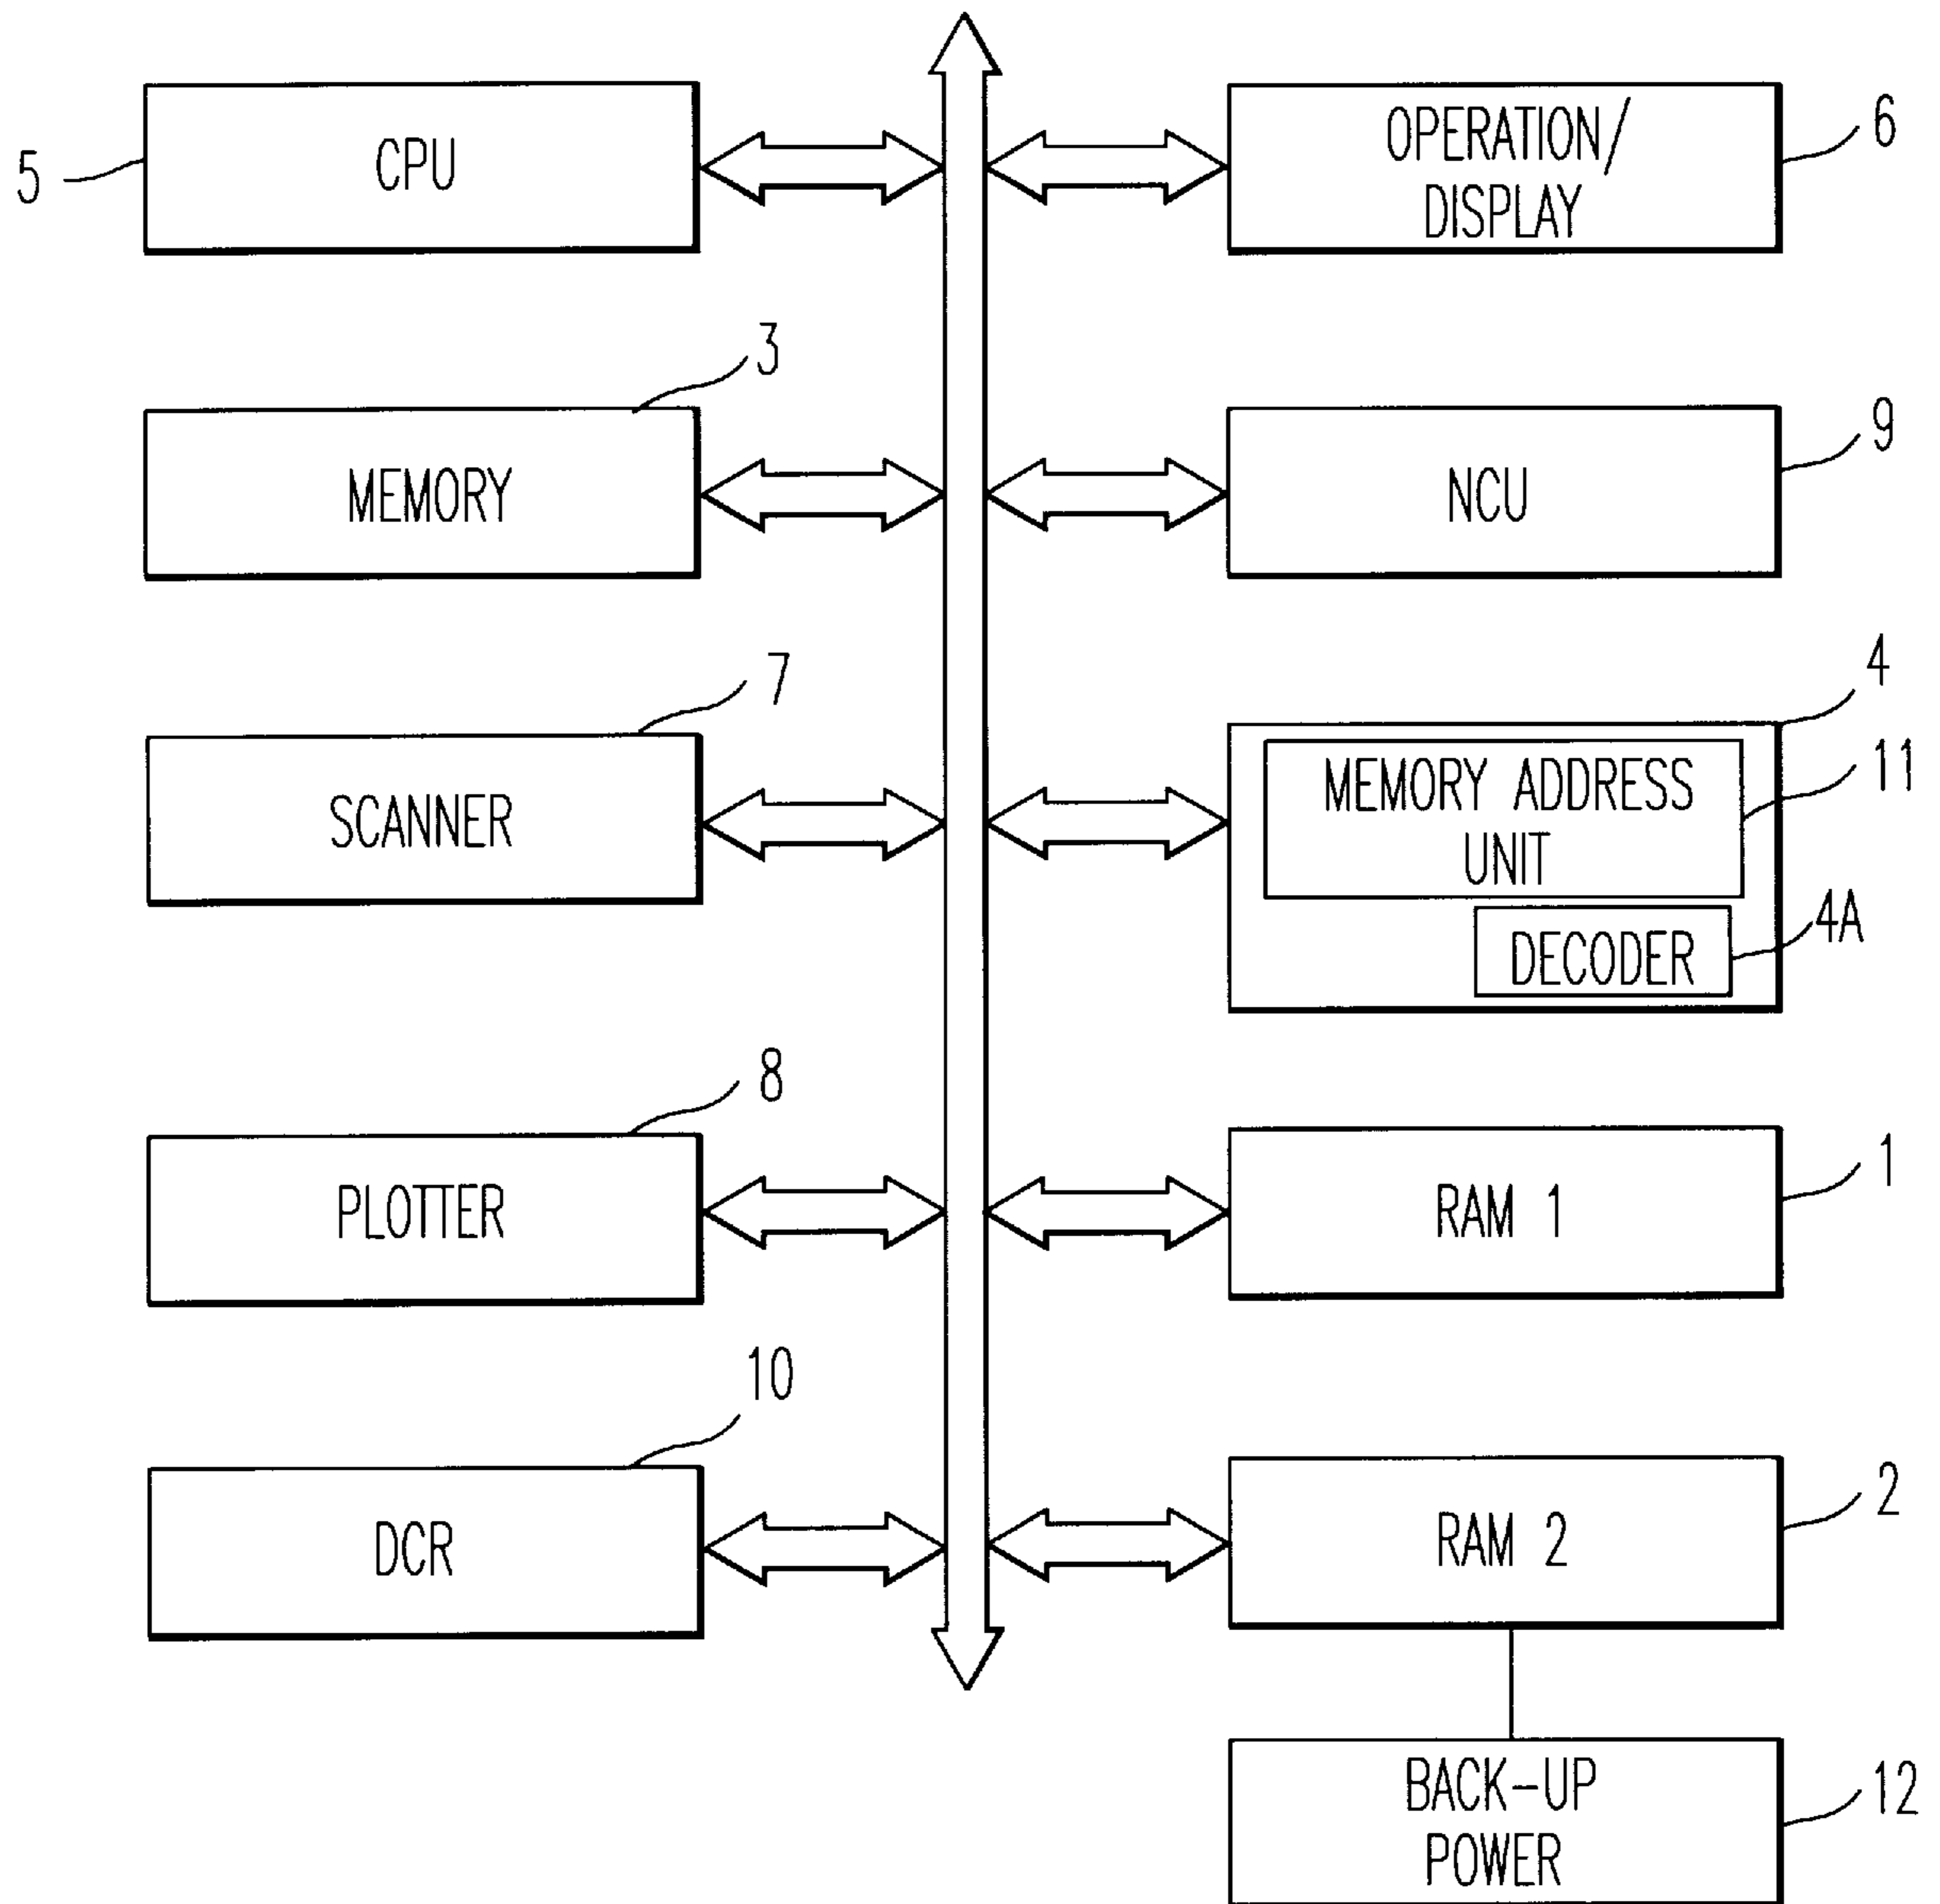 5
CPU
OPERATION/
DISPLAY
6
3
MEMORY
NCU
9
7
SCANNER
4
MEMORY ADDRESS
UNIT
11
DECODER
4A
8
PLOTTER
RAM 1
1
10
DCR
RAM 2
2
BACK-UP
POWER
12